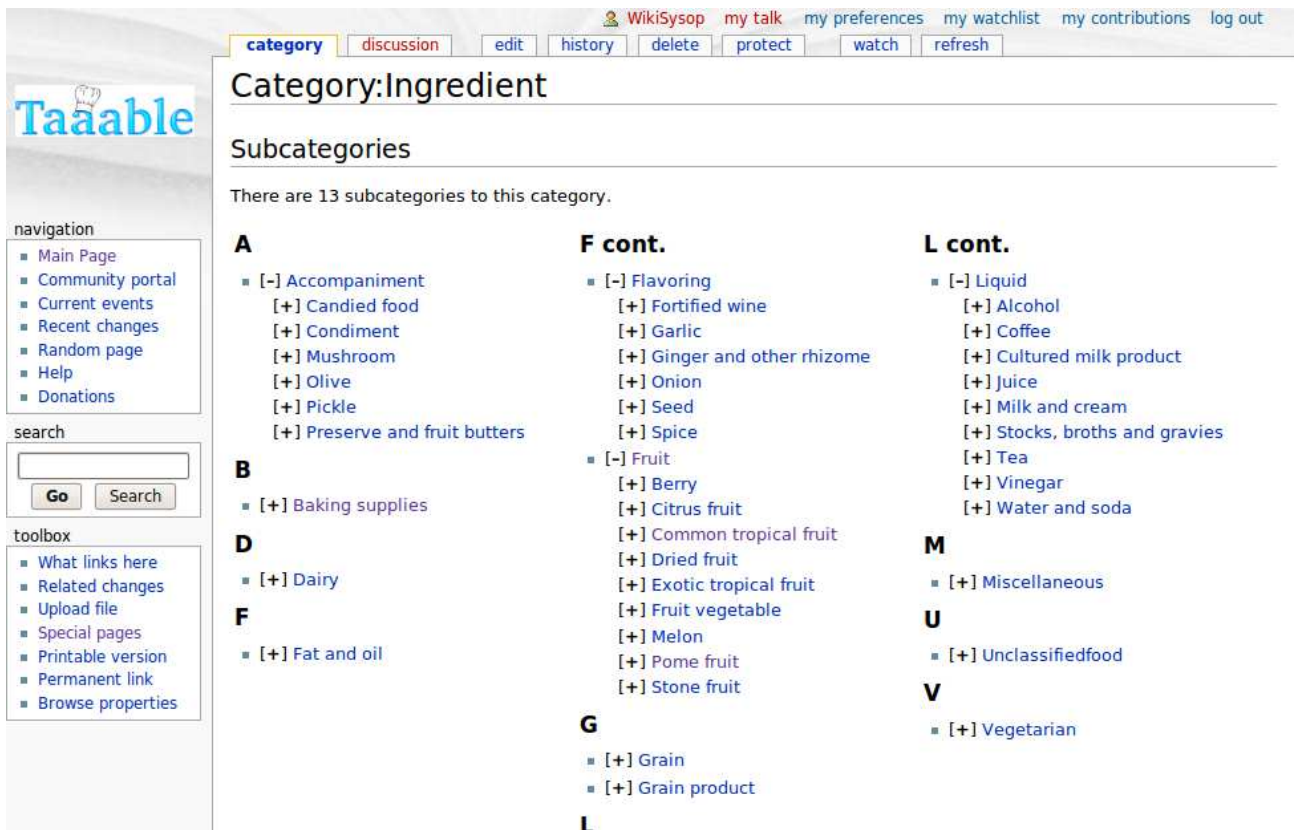 WikiSysop my talk my preferences my watchlist my contributions log out
category discussion edit history delete protect watch refresh
Taaable
navigation
Main Page
Community portal
Current events
Recent changes
Random page
Help
Donations
search
Go Search
toolbox
What links here
Related changes
Upload file
Special pages
Printable version
Permanent link
Browse properties
Category:Ingredient
Subcategories
There are 13 subcategories to this category.
A
[–] Accompaniment
[+] Candied food
[+] Condiment
[+] Mushroom
[+] Olive
[+] Pickle
[+] Preserve and fruit butters
B
[+] Baking supplies
D
[+] Dairy
F
[+] Fat and oil
F cont.
[–] Flavoring
[+] Fortified wine
[+] Garlic
[+] Ginger and other rhizome
[+] Onion
[+] Seed
[+] Spice
[–] Fruit
[+] Berry
[+] Citrus fruit
[+] Common tropical fruit
[+] Dried fruit
[+] Exotic tropical fruit
[+] Fruit vegetable
[+] Melon
[+] Pome fruit
[+] Stone fruit
G
[+] Grain
[+] Grain product
L
L cont.
[–] Liquid
[+] Alcohol
[+] Coffee
[+] Cultured milk product
[+] Juice
[+] Milk and cream
[+] Stocks, broths and gravies
[+] Tea
[+] Vinegar
[+] Water and soda
M
[+] Miscellaneous
U
[+] Unclassifiedfood
V
[+] Vegetarian